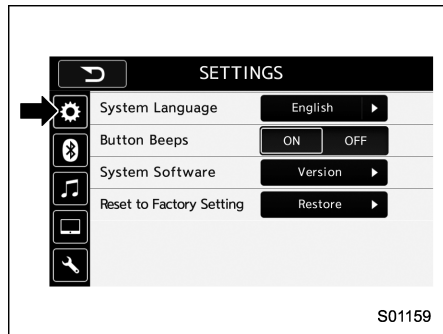 SETTINGS
System Language English
Button Beeps ON OFF
System Software Version
Reset to Factory Setting Restore
S01159